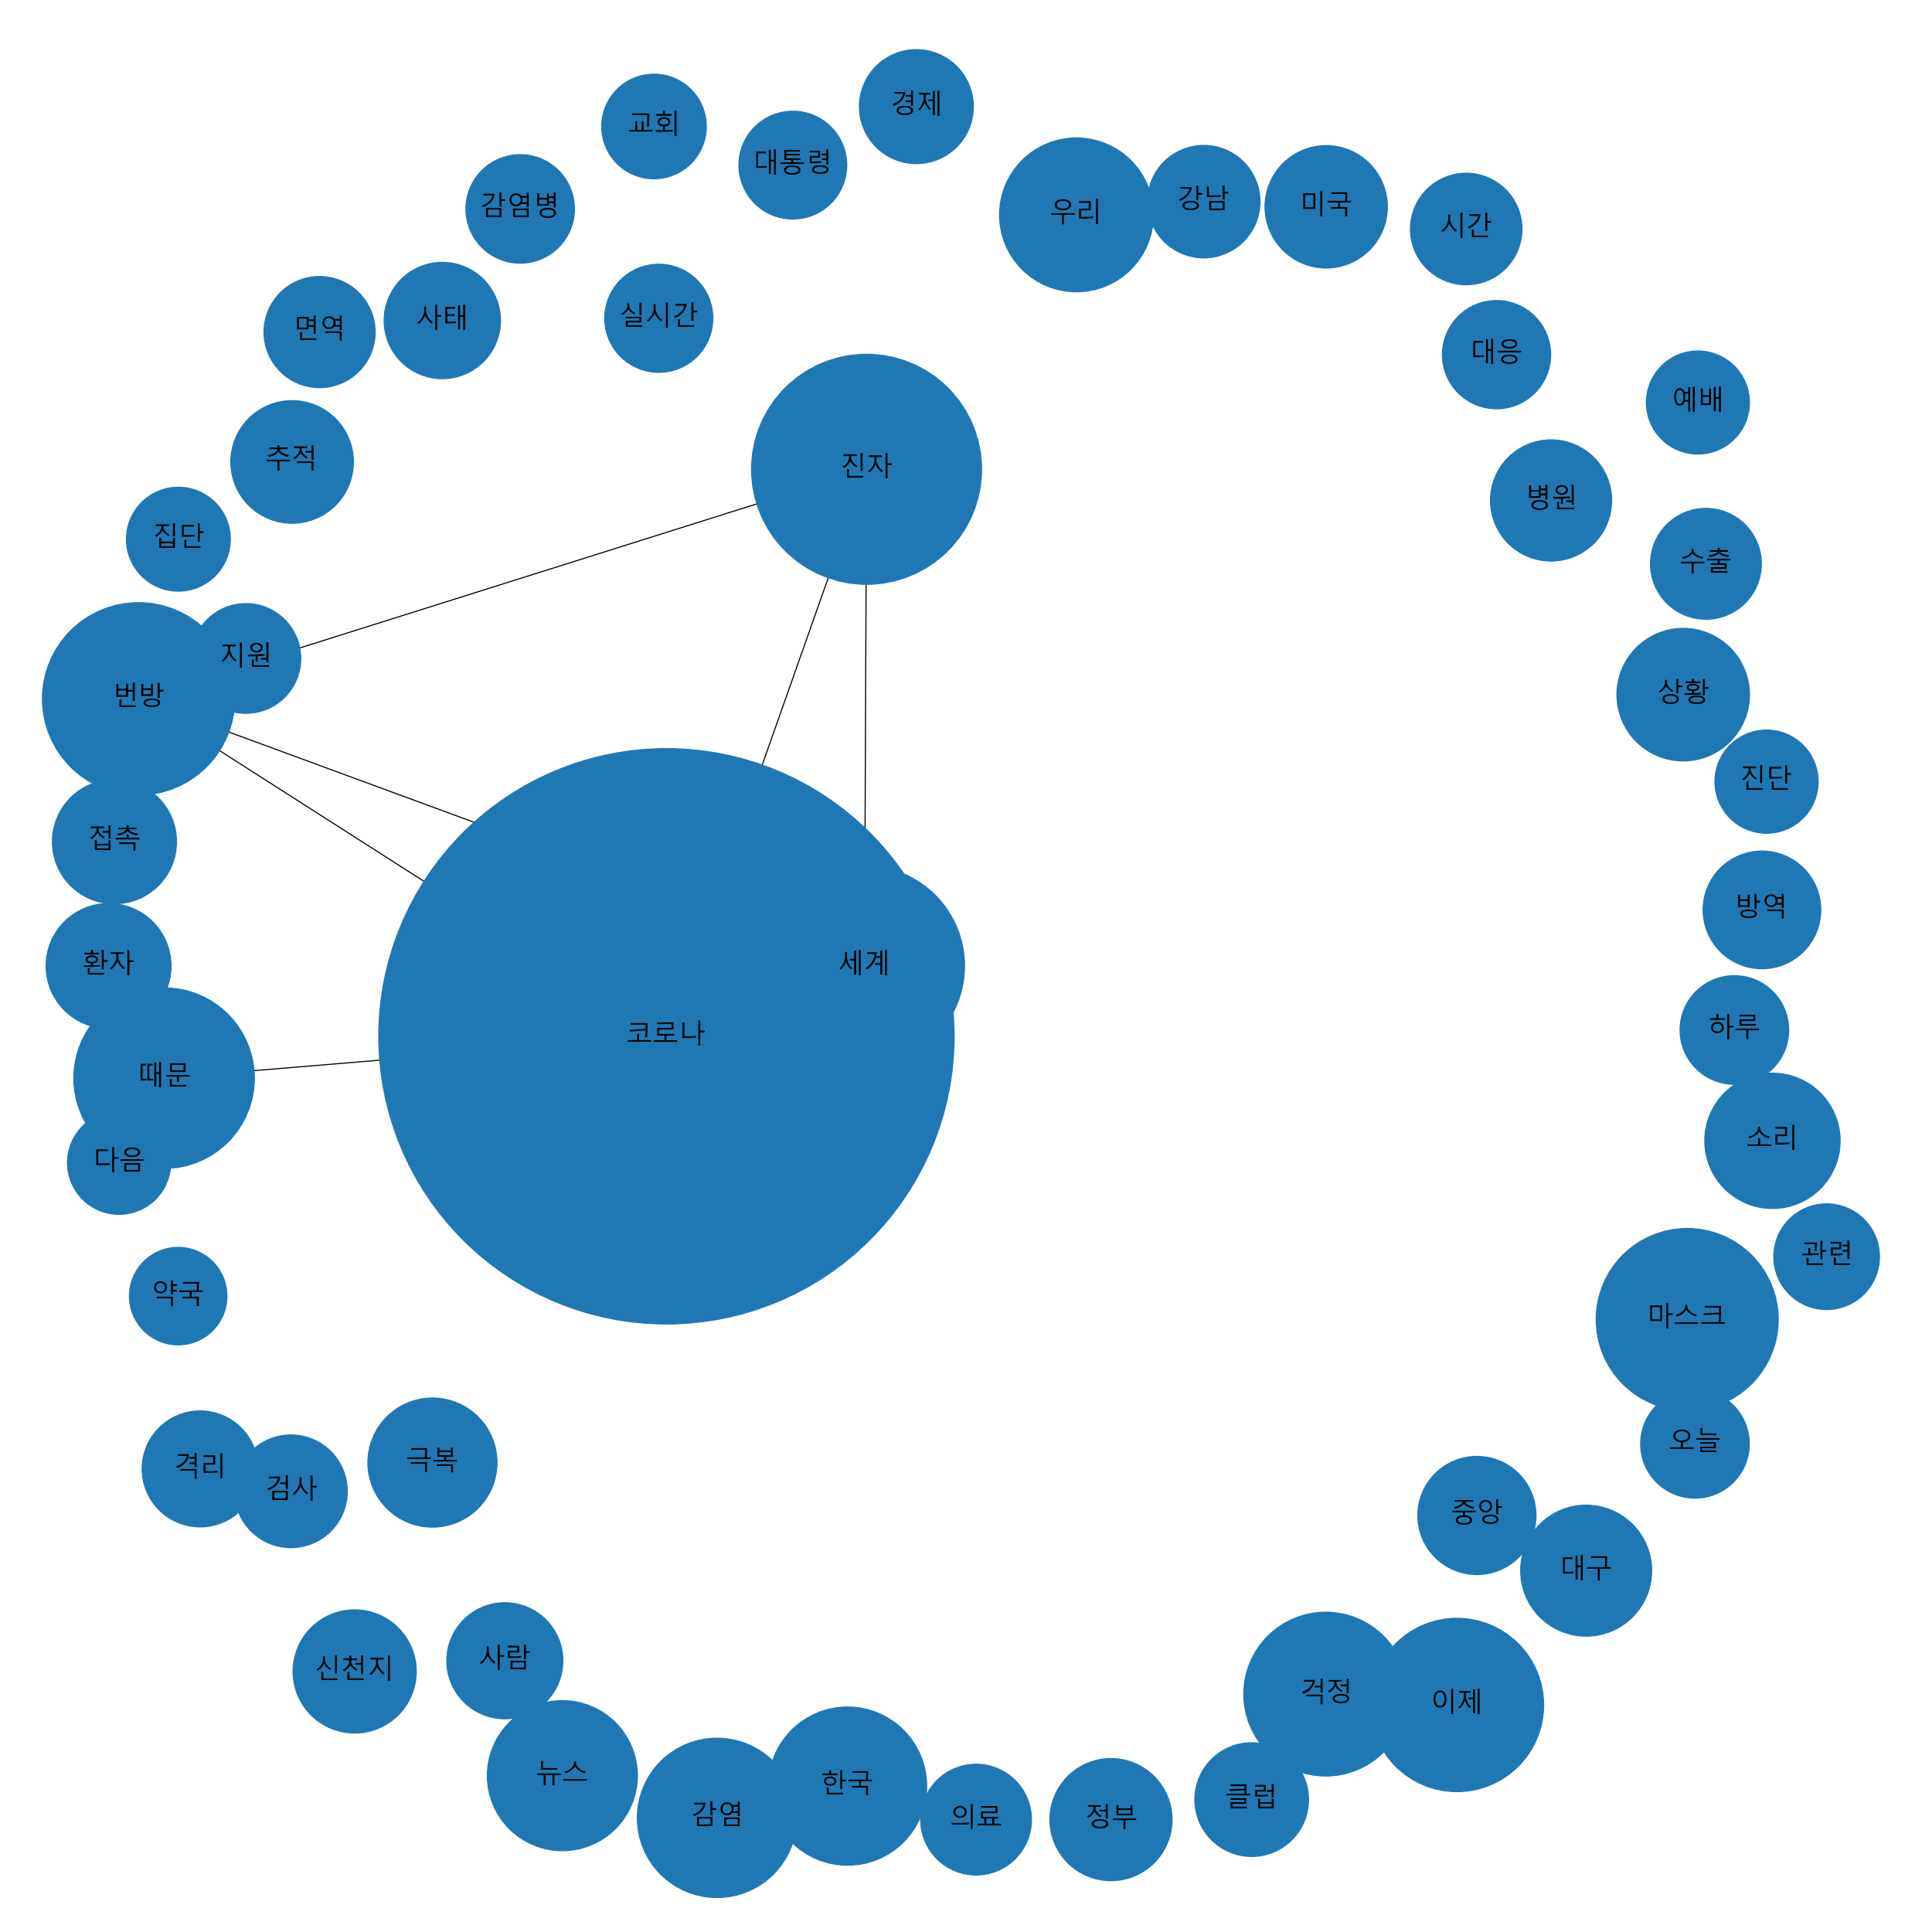 경제
교회
대통령
감염병
우리
강남
미국
시간
면역
사태
실시간
대응
예배
추적
진자
병원
집단
수출
지원
번방
상황
진단
접촉
방역
환자
세계
하루
코로나
때문
소리
다음
관련
약국
마스크
격리
검사
극복
오늘
중앙
대구
신천지
사람
걱정
이제
뉴스
감염
한국
의료
정부
클럽